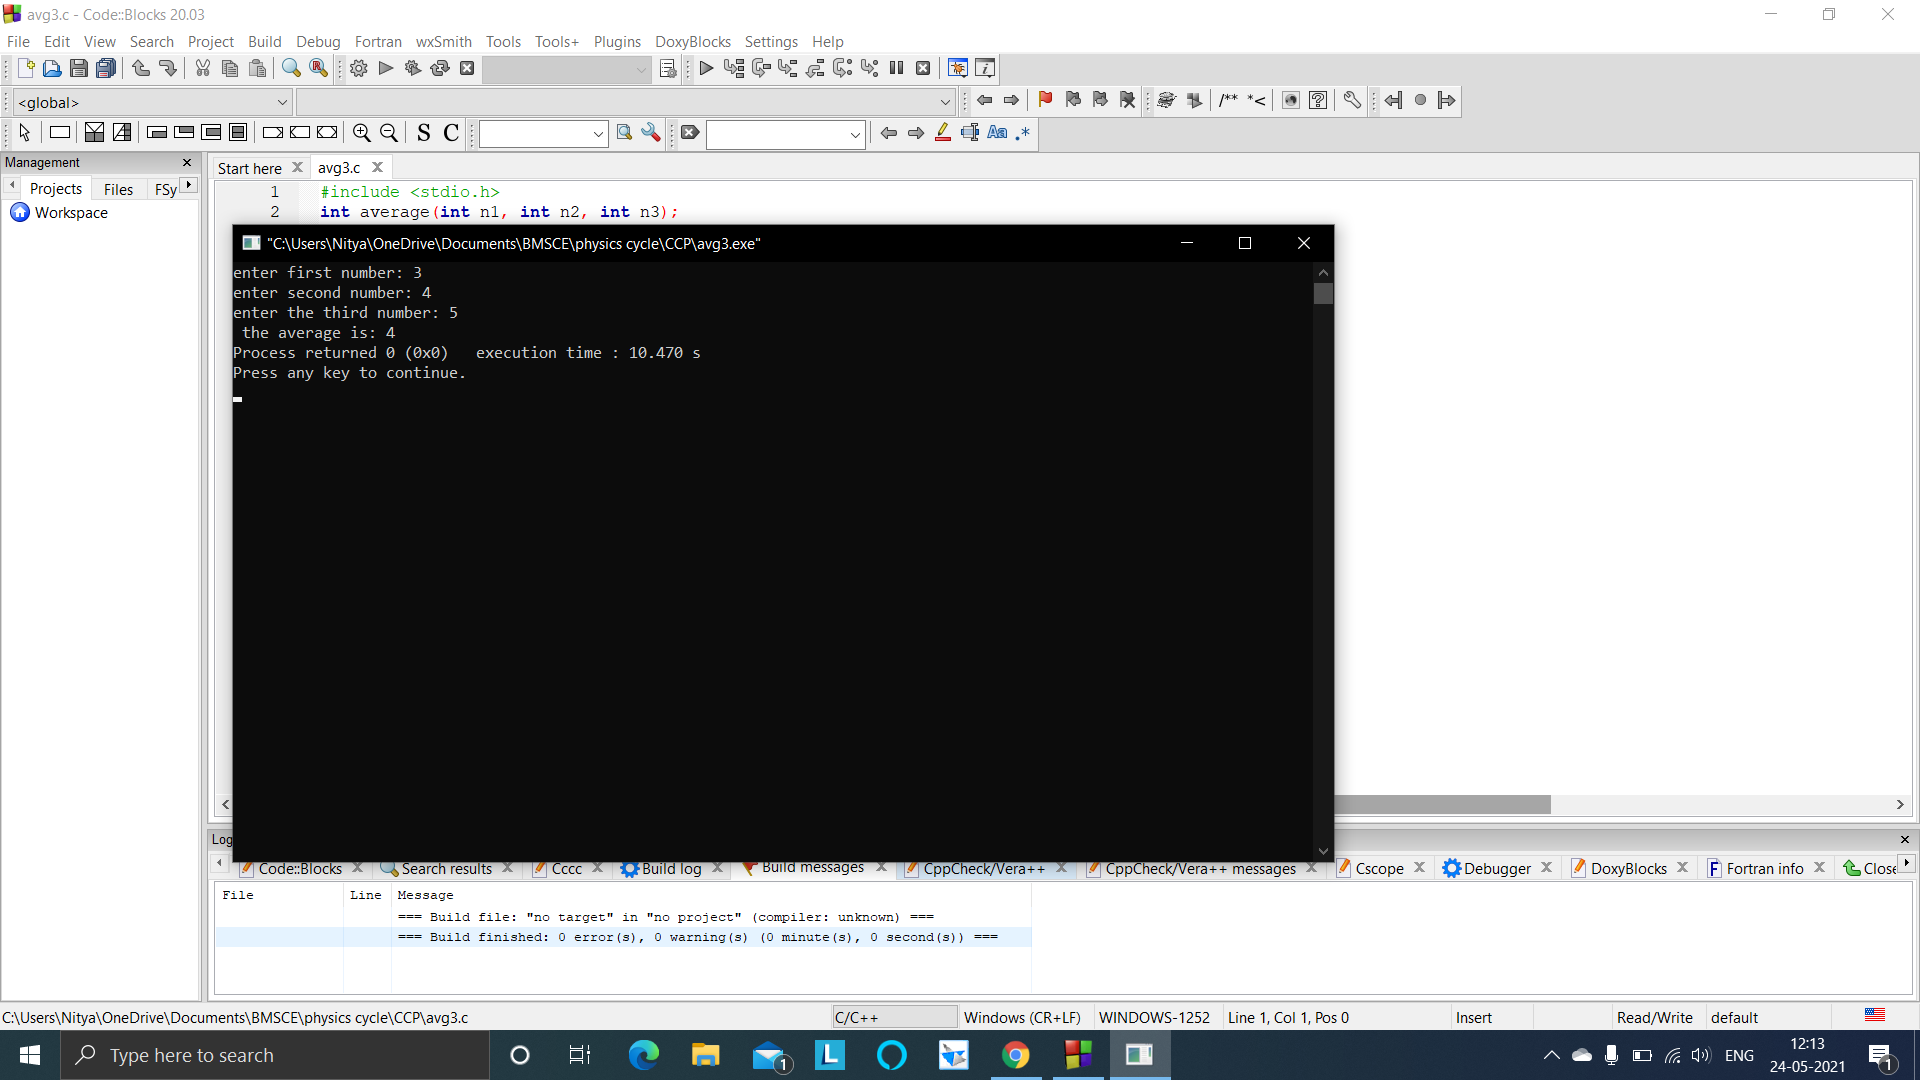 avg3.c - Code::Blocks 20.03
File Edit View Search Project Build Debug Fortran wxSmith Tools Tools+ Plugins DoxyBlocks Settings Help
<global>
/** *<
S C
Aa .*
Management
Projects Files FSy
Workspace
Start here avg3.c
1 #include <stdio.h>
2 int average(int n1, int n2, int n3);
"C:\Users\Nitya\OneDrive\Documents\BMSCE\physics cycle\CCP\avg3.exe"
enter first number: 3
enter second number: 4
enter the third number: 5
the average is: 4
Process returned 0 (0x0) execution time : 10.470 s
Press any key to continue.
Log
Code::Blocks Search results Cccc Build log Build messages CppCheck/Vera++ CppCheck/Vera++ messages Cscope Debugger DoxyBlocks Fortran info Close
File Line Message
=== Build file: "no target" in "no project" (compiler: unknown) ===
=== Build finished: 0 error(s), 0 warning(s) (0 minute(s), 0 second(s)) ===
C:\Users\Nitya\OneDrive\Documents\BMSCE\physics cycle\CCP\avg3.c C/C++ Windows (CR+LF) WINDOWS-1252 Line 1, Col 1, Pos 0 Insert Read/Write default
Type here to search 1 L ENG 12:13
24-05-2021 1